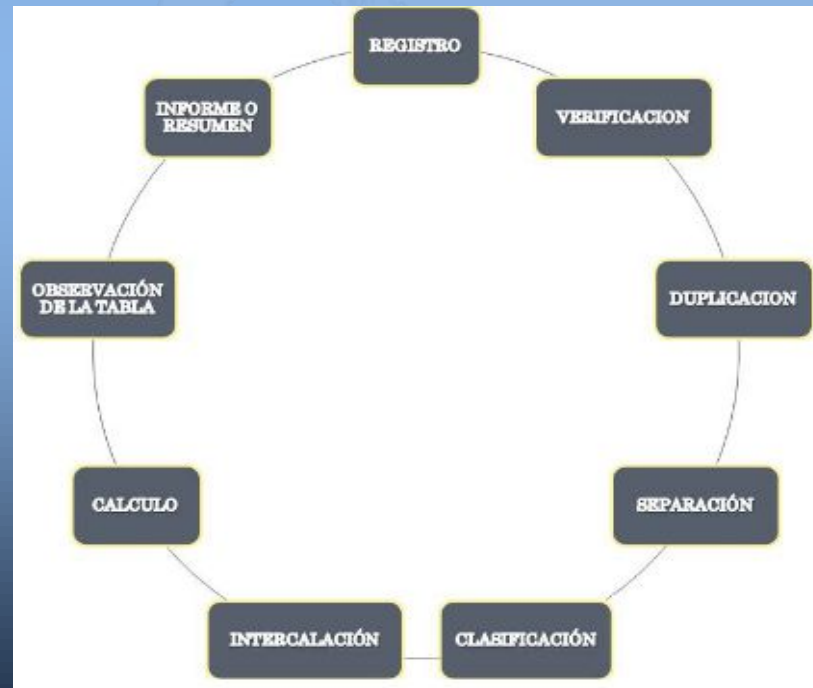 REGISTRO
VERIFICACION
DUPLICACION
SEPARACIÓN
CLASIFICACIÓN
INTERCALACIÓN
CALCULO
OBSERVACIÓN
DE LA TABLA
INFORME O
RESUMEN